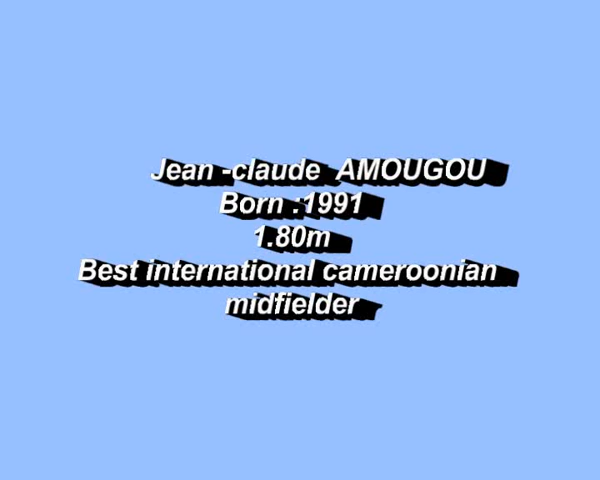 Jean -claude AMOUGOU
Born :1991
1.80m
Best international cameroonian
midfielder